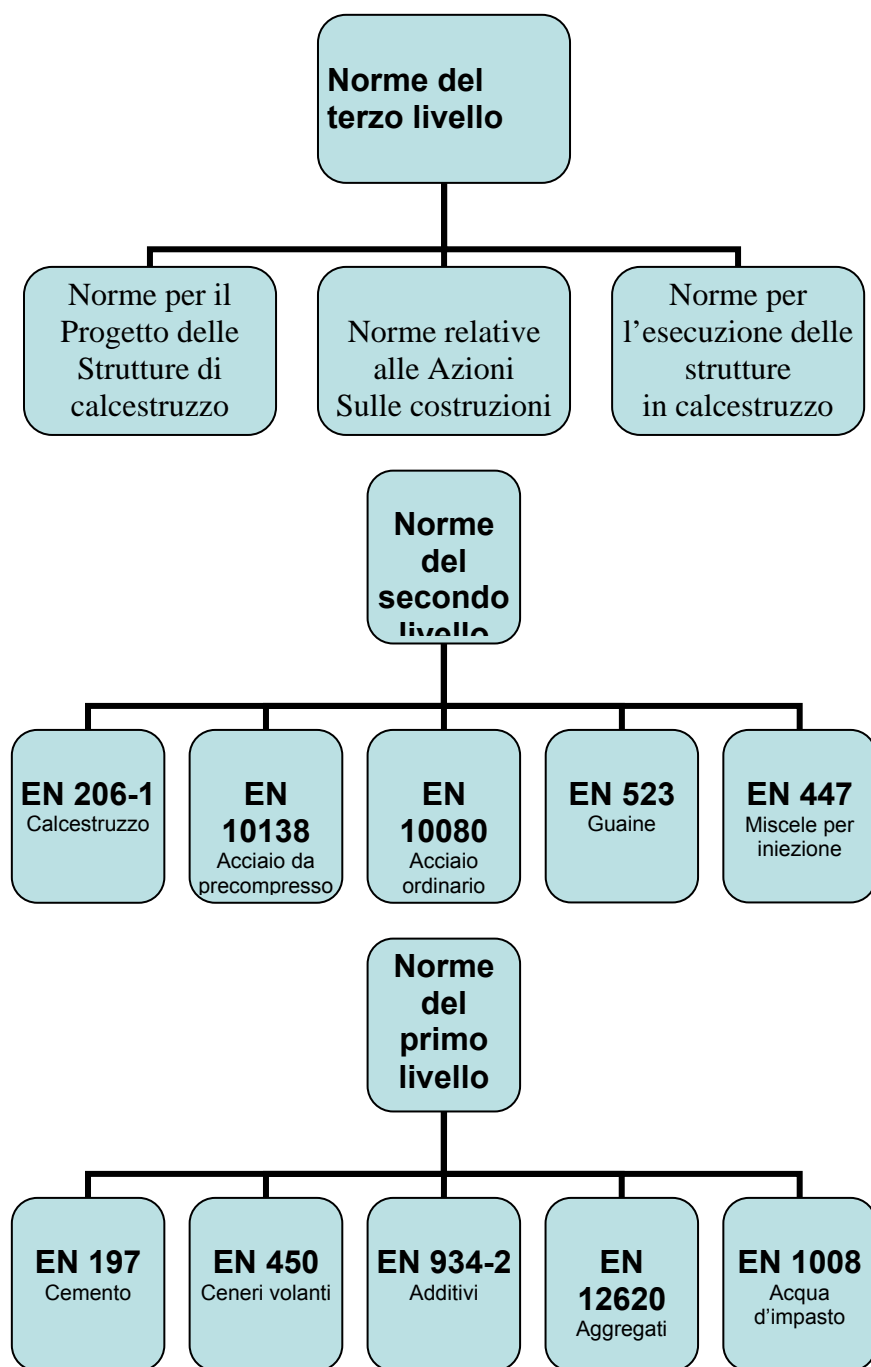 Norme del
terzo livello
Norme per il
Progetto delle
Strutture di
calcestruzzo
Norme relative
alle Azioni
Sulle costruzioni
Norme per
l'esecuzione delle
strutture
in calcestruzzo
Norme
del
secondo
livello
EN 206-1
Calcestruzzo
EN
10138
Acciaio da
precompresso
EN
10080
Acciaio
ordinario
EN 523
Guaine
EN 447
Miscele per
iniezione
Norme
del
primo
livello
EN 197
Cemento
EN 450
Ceneri volanti
EN 934-2
Additivi
EN
12620
Aggregati
EN 1008
Acqua
d'impasto